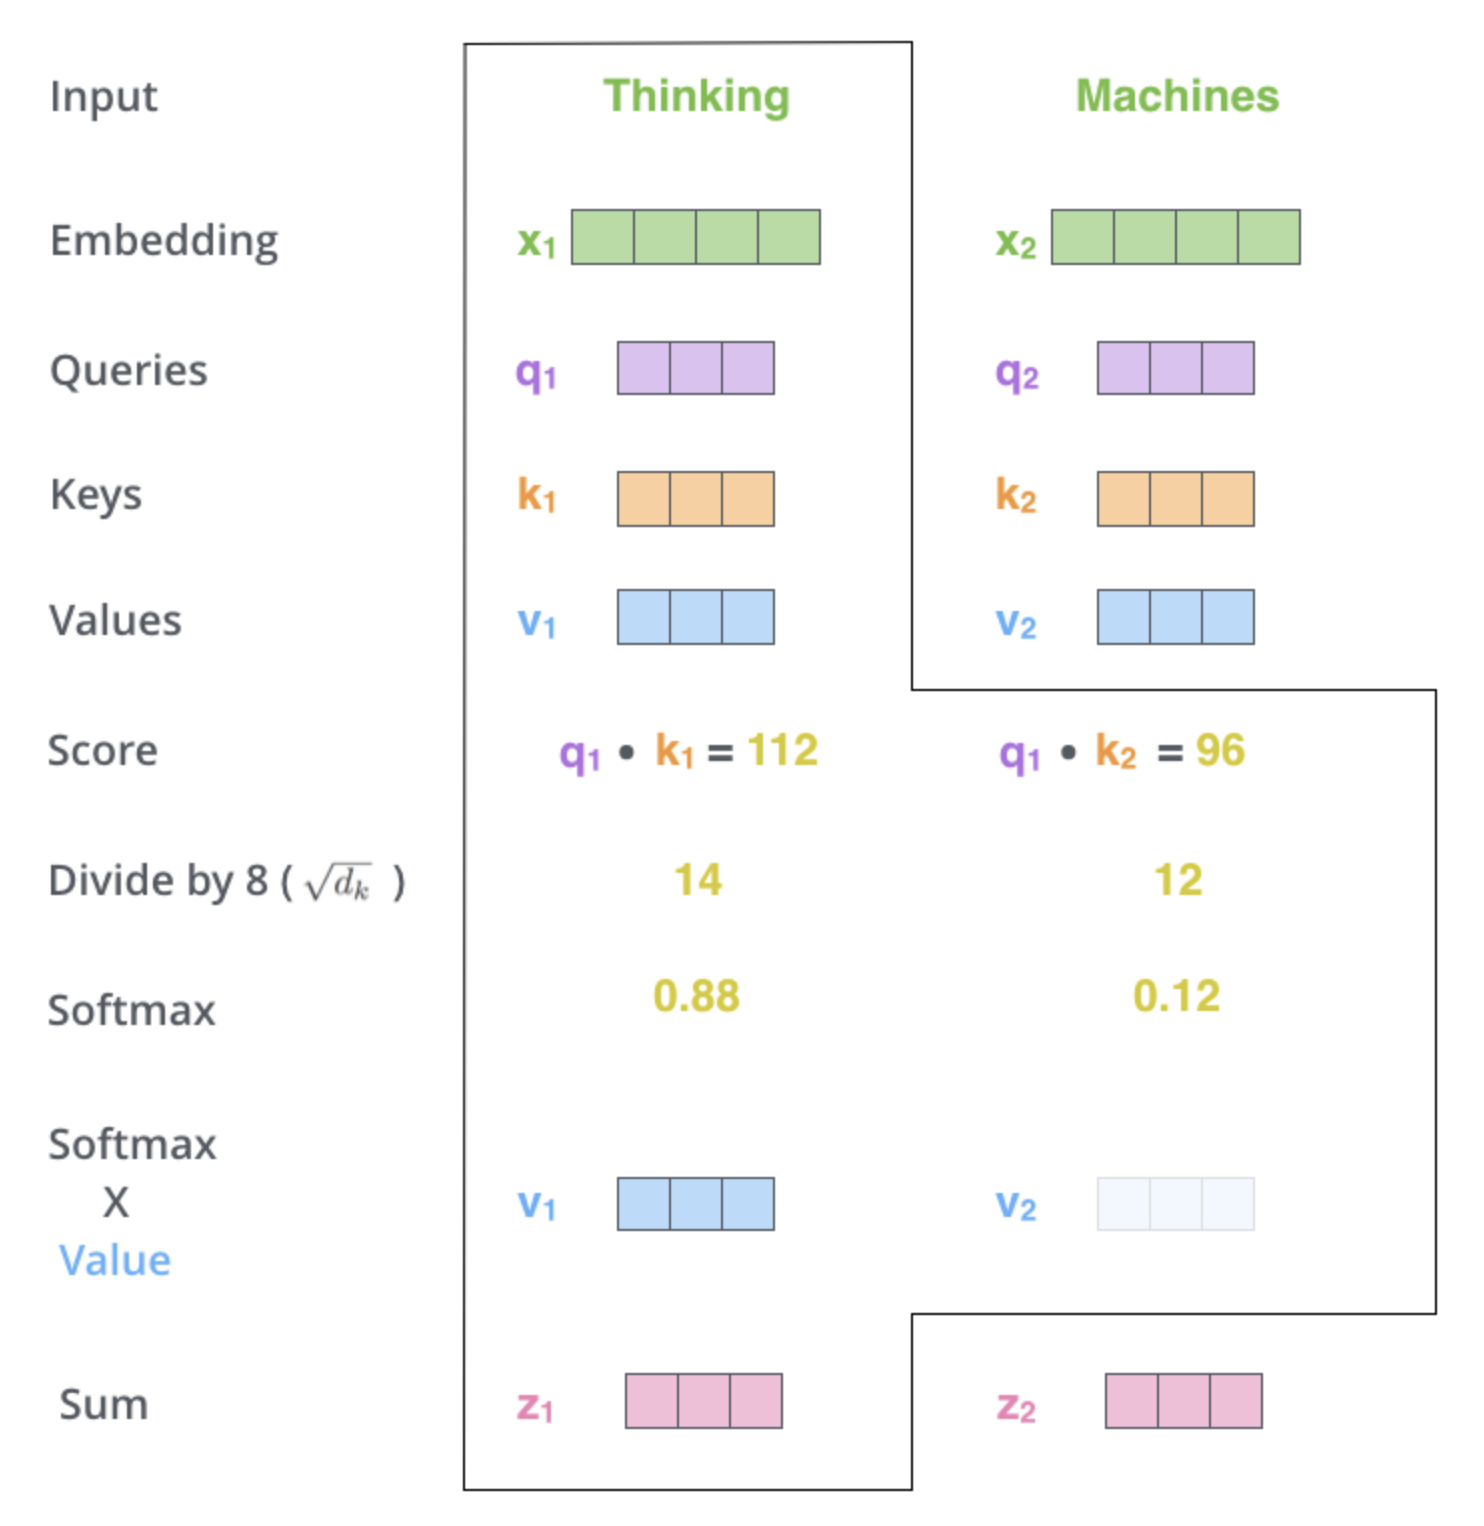 Input Thinking Machines
Embedding x₁ x₂
Queries q₁ q₂
Keys k₁ k₂
Values v₁ v₂
Score q₁ • k₁ = 112 q₁ • k₂ = 96
Divide by 8 ( √dₖ ) 14 12
Softmax 0.88 0.12
Softmax
X v₁ v₂
Value
Sum z₁ z₂